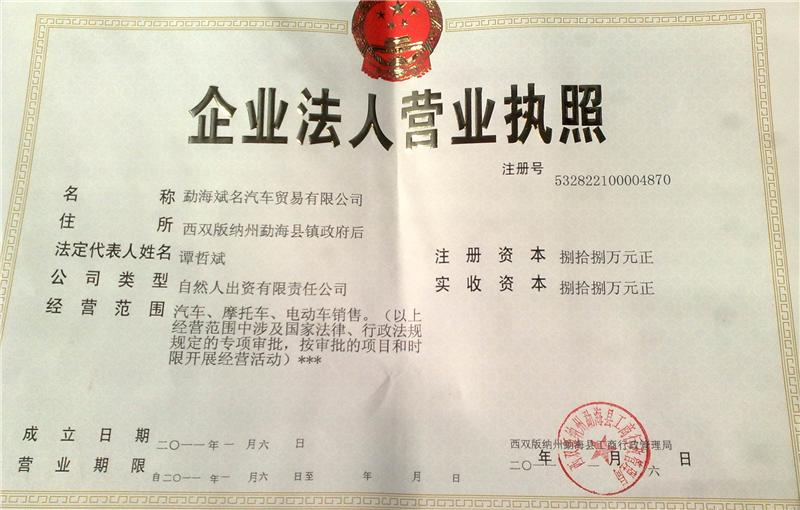 企业法人营业执照
注册号 532822100004870
名称 勐海斌名汽车贸易有限公司
住所 西双版纳州勐海县镇政府后
法定代表人姓名 谭哲斌
注册资本 捌拾捌万元正
公司类型 自然人出资有限责任公司
实收资本 捌拾捌万元正
经营范围 汽车、摩托车、电动车销售。（以上
经营范围中涉及国家法律、行政法规
规定的专项审批，按审批的项目和时
限开展经营活动）***
成立日期 二〇一一年一月六日
西双版纳州勐海县工商行政管理局
二〇一一年一月六日
营业期限 自二〇一一年一月六日至 年 月 日